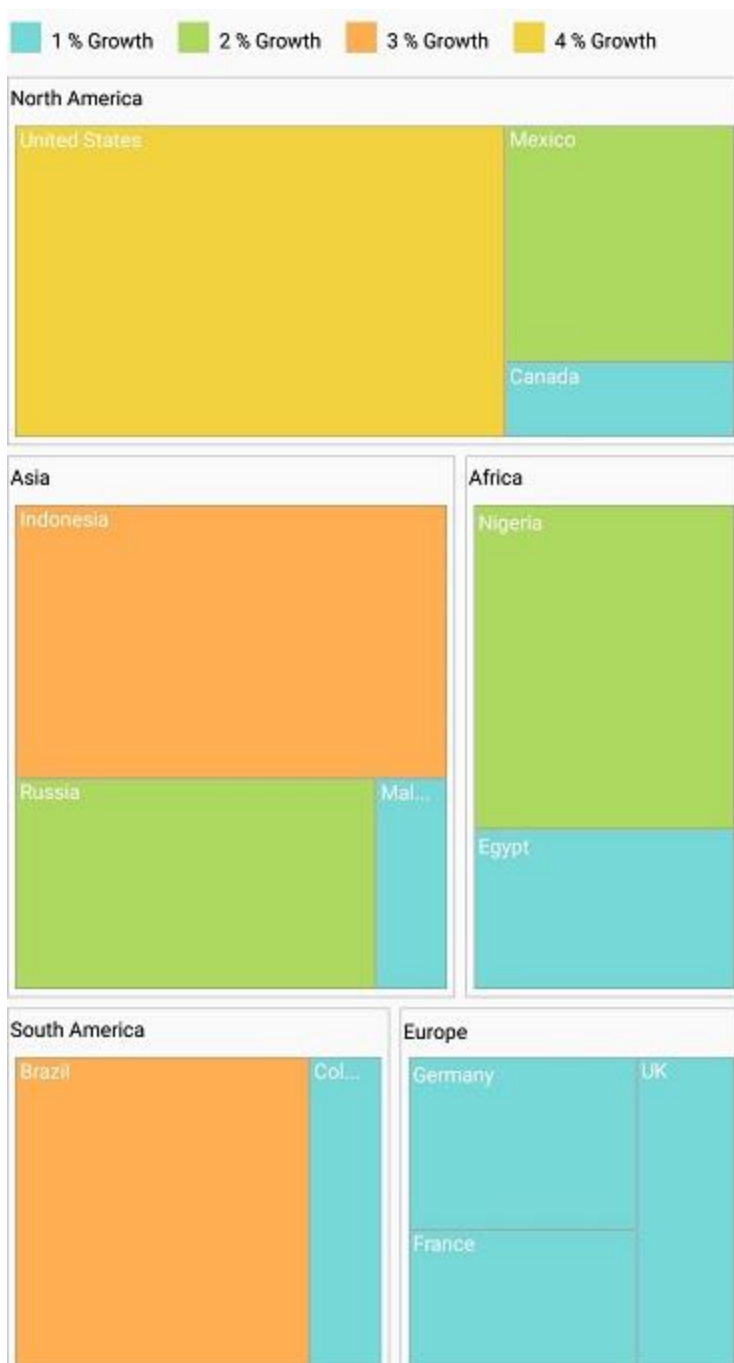 1 % Growth 2 % Growth 3 % Growth 4 % Growth
North America
United States
Mexico
Canada
Asia
Indonesia
Russia
Mal...
Africa
Nigeria
Egypt
South America
Brazil
Col...
Europe
Germany
UK
France